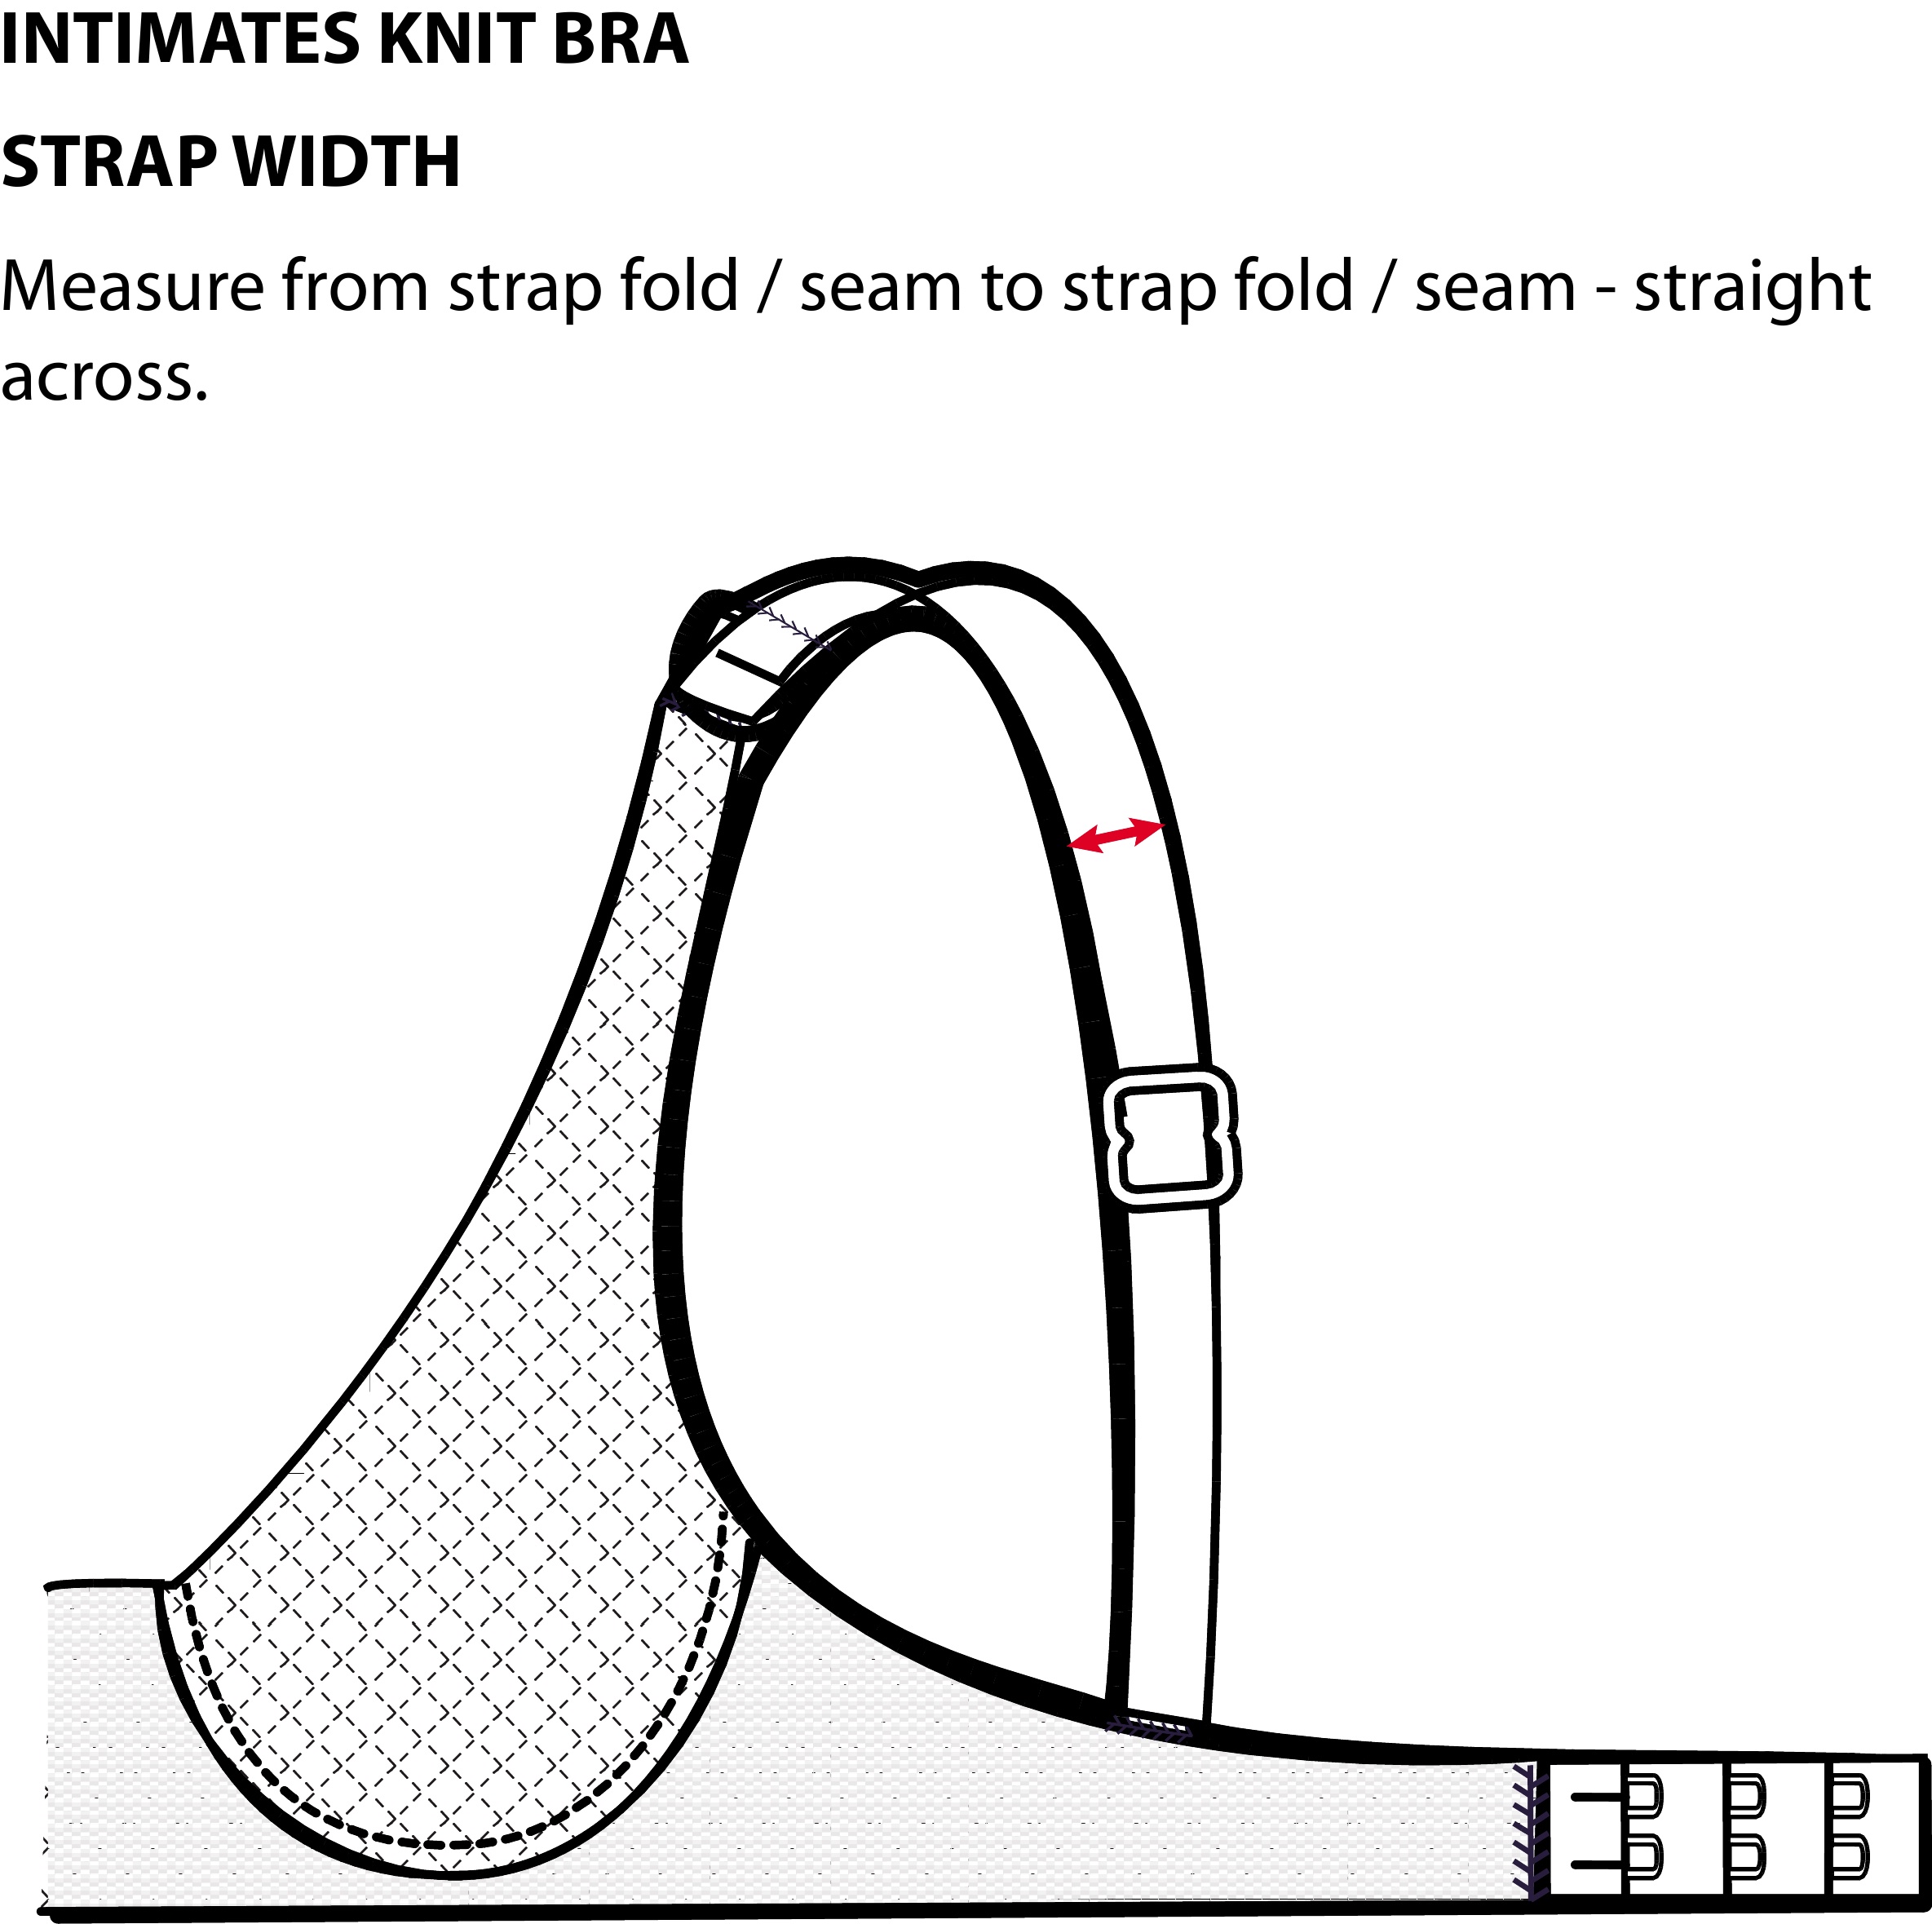 INTIMATES KNIT BRA
STRAP WIDTH
Measure from strap fold / seam to strap fold / seam - straight
across.